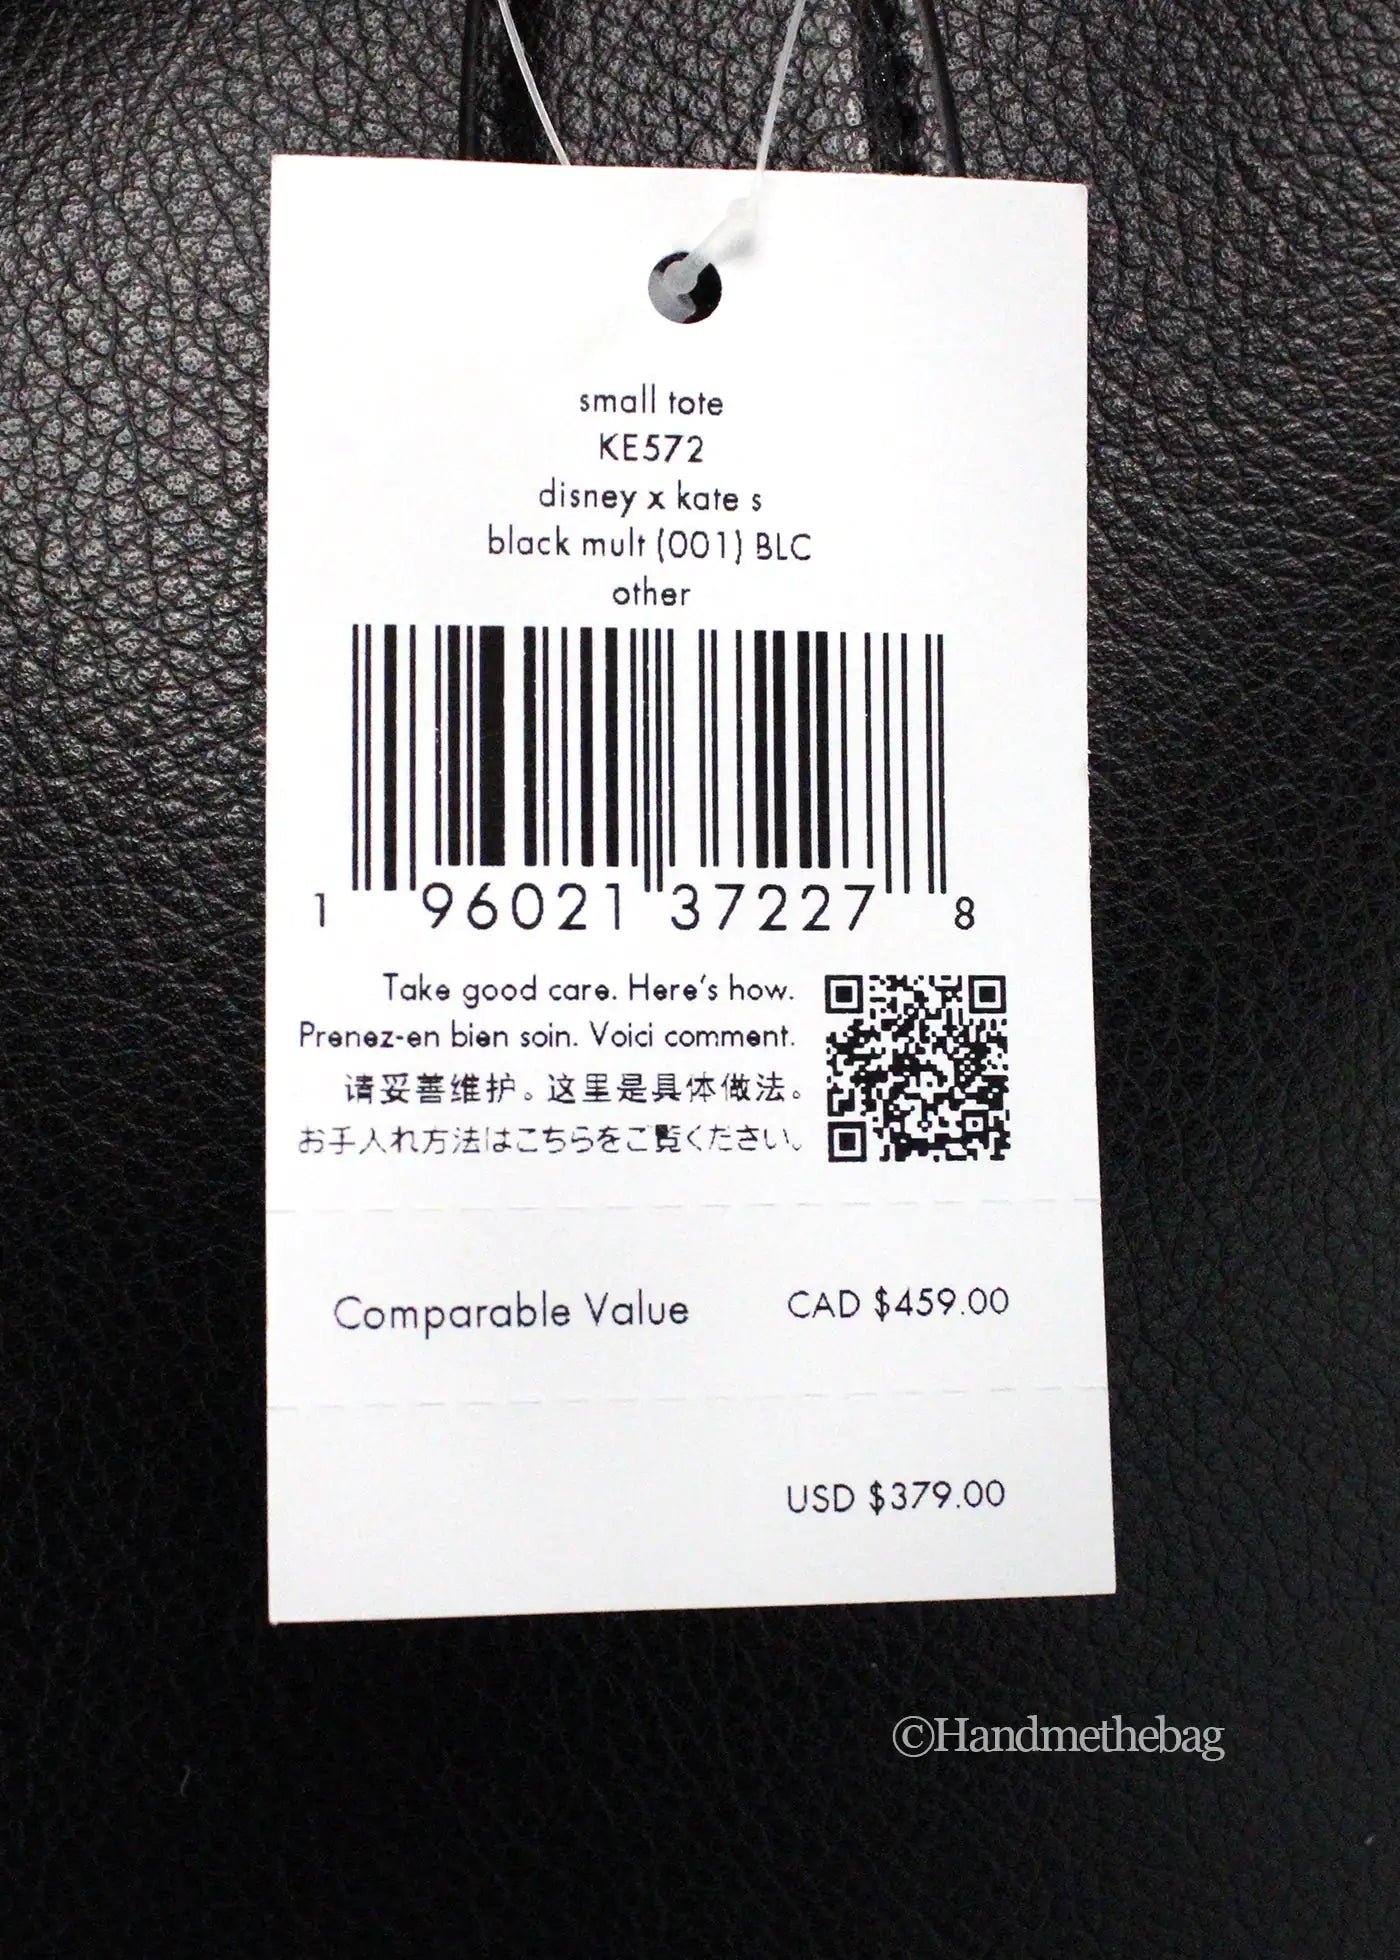 small tote
KE572
disney x kate s
black mult (001) BLC
other
1 96021 37227 8
Take good care. Here's how.
Prenez-en bien soin. Voici comment.
请妥善维护。这里是具体做法。
お手入れ方法はこちらをご覧ください。
Comparable Value CAD $459.00
USD $379.00
©Handmethebag